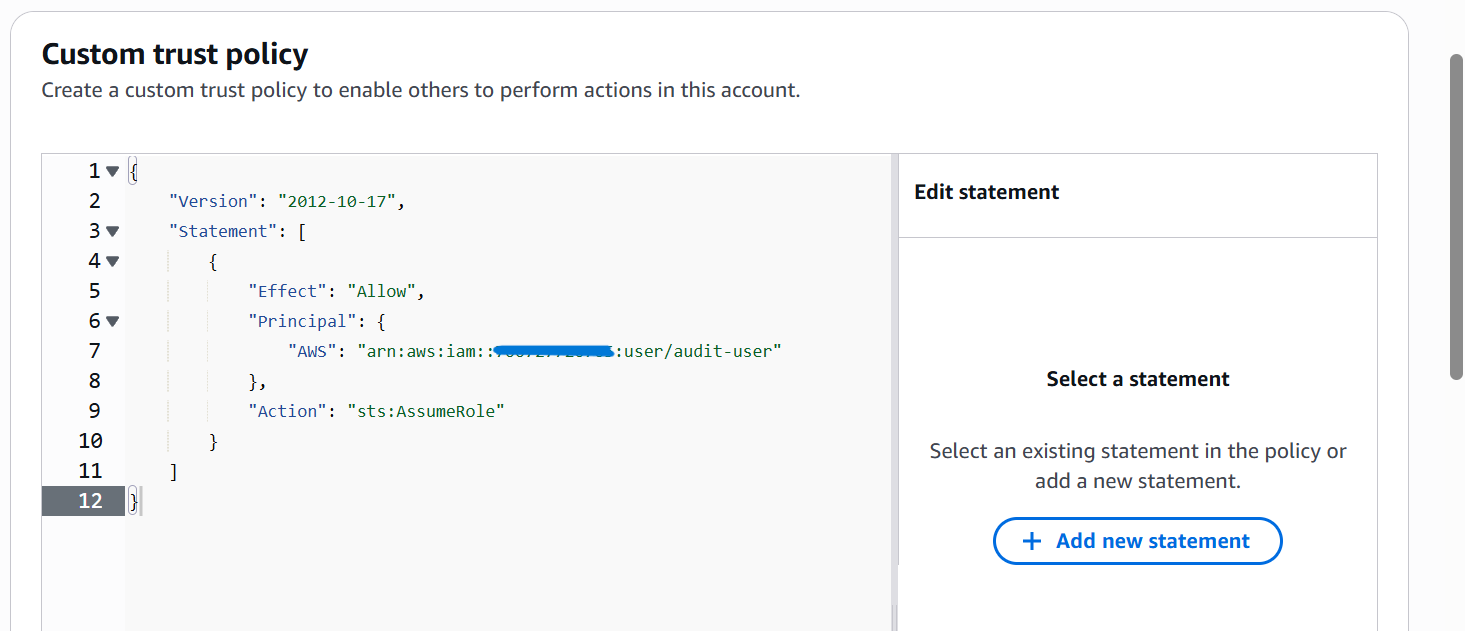 Custom trust policy
Create a custom trust policy to enable others to perform actions in this account.
1 {
2 "Version": "2012-10-17",
3 "Statement": [
4 {
5 "Effect": "Allow",
6 "Principal": {
7 "AWS": "arn:aws:iam:: :user/audit-user"
8 },
9 "Action": "sts:AssumeRole"
10 }
11 ]
12 }
Edit statement
Select a statement
Select an existing statement in the policy or
add a new statement.
+ Add new statement